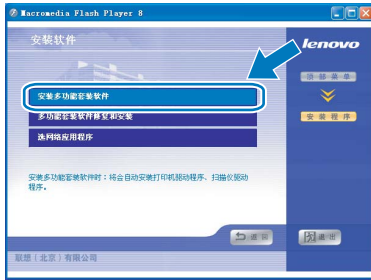 Macromedia Flash Player 8
安装软件
lenovo
顶部菜单
安装多功能套装软件
安装程序
多功能套装软件修复和安装
选网络应用程序
安装多功能套装软件时：将会自动安装打印机驱动程序、扫描仪驱动
程序。
返回
退出
联想（北京）有限公司